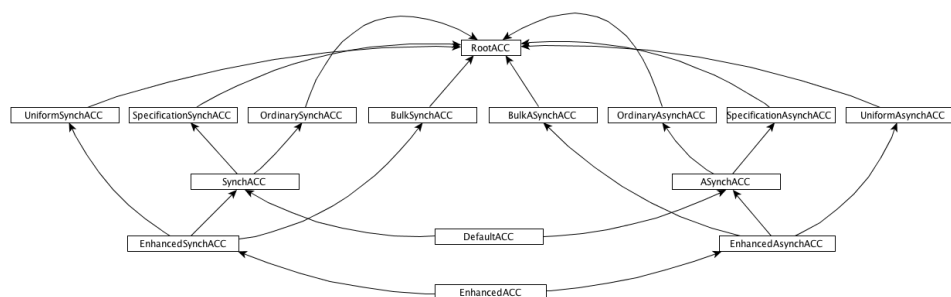 RootACC
UniformSynchACC
SpecificationSynchACC
OrdinarySynchACC
BulkSynchACC
BulkASynchACC
OrdinaryAsynchACC
SpecificationAsynchACC
UniformAsynchACC
SynchACC
ASynchACC
EnhancedSynchACC
DefaultACC
EnhancedAsynchACC
EnhancedACC